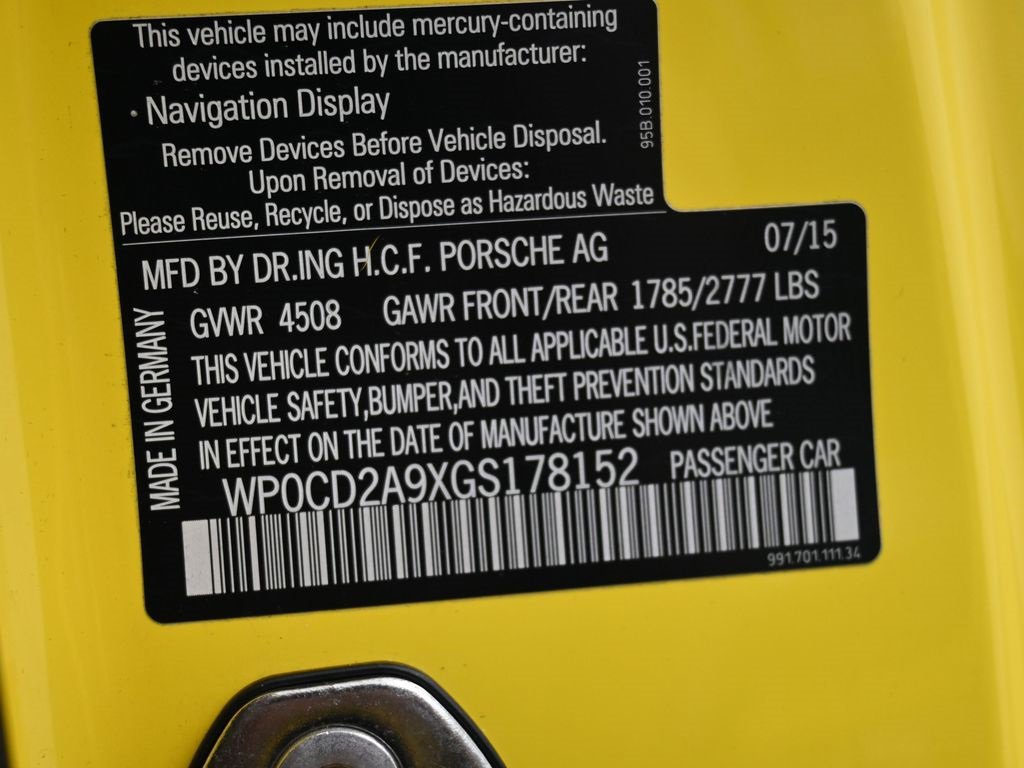 This vehicle may include mercury-containing
devices installed by the manufacturer:
· Navigation Display
Remove Devices Before Vehicle Disposal.
Upon Removal of Devices:
Please Reuse, Recycle, or Dispose as Hazardous Waste
95B.010.001
MFD BY DR.ING H.C.F. PORSCHE AG 07/15
GVWR 4508 GAWR FRONT/REAR 1785/2777 LBS
THIS VEHICLE CONFORMS TO ALL APPLICABLE U.S.FEDERAL MOTOR
VEHICLE SAFETY,BUMPER,AND THEFT PREVENTION STANDARDS
IN EFFECT ON THE DATE OF MANUFACTURE SHOWN ABOVE
MADE IN GERMANY
WP0CD2A9XGS178152 PASSENGER CAR
991.701.111.34